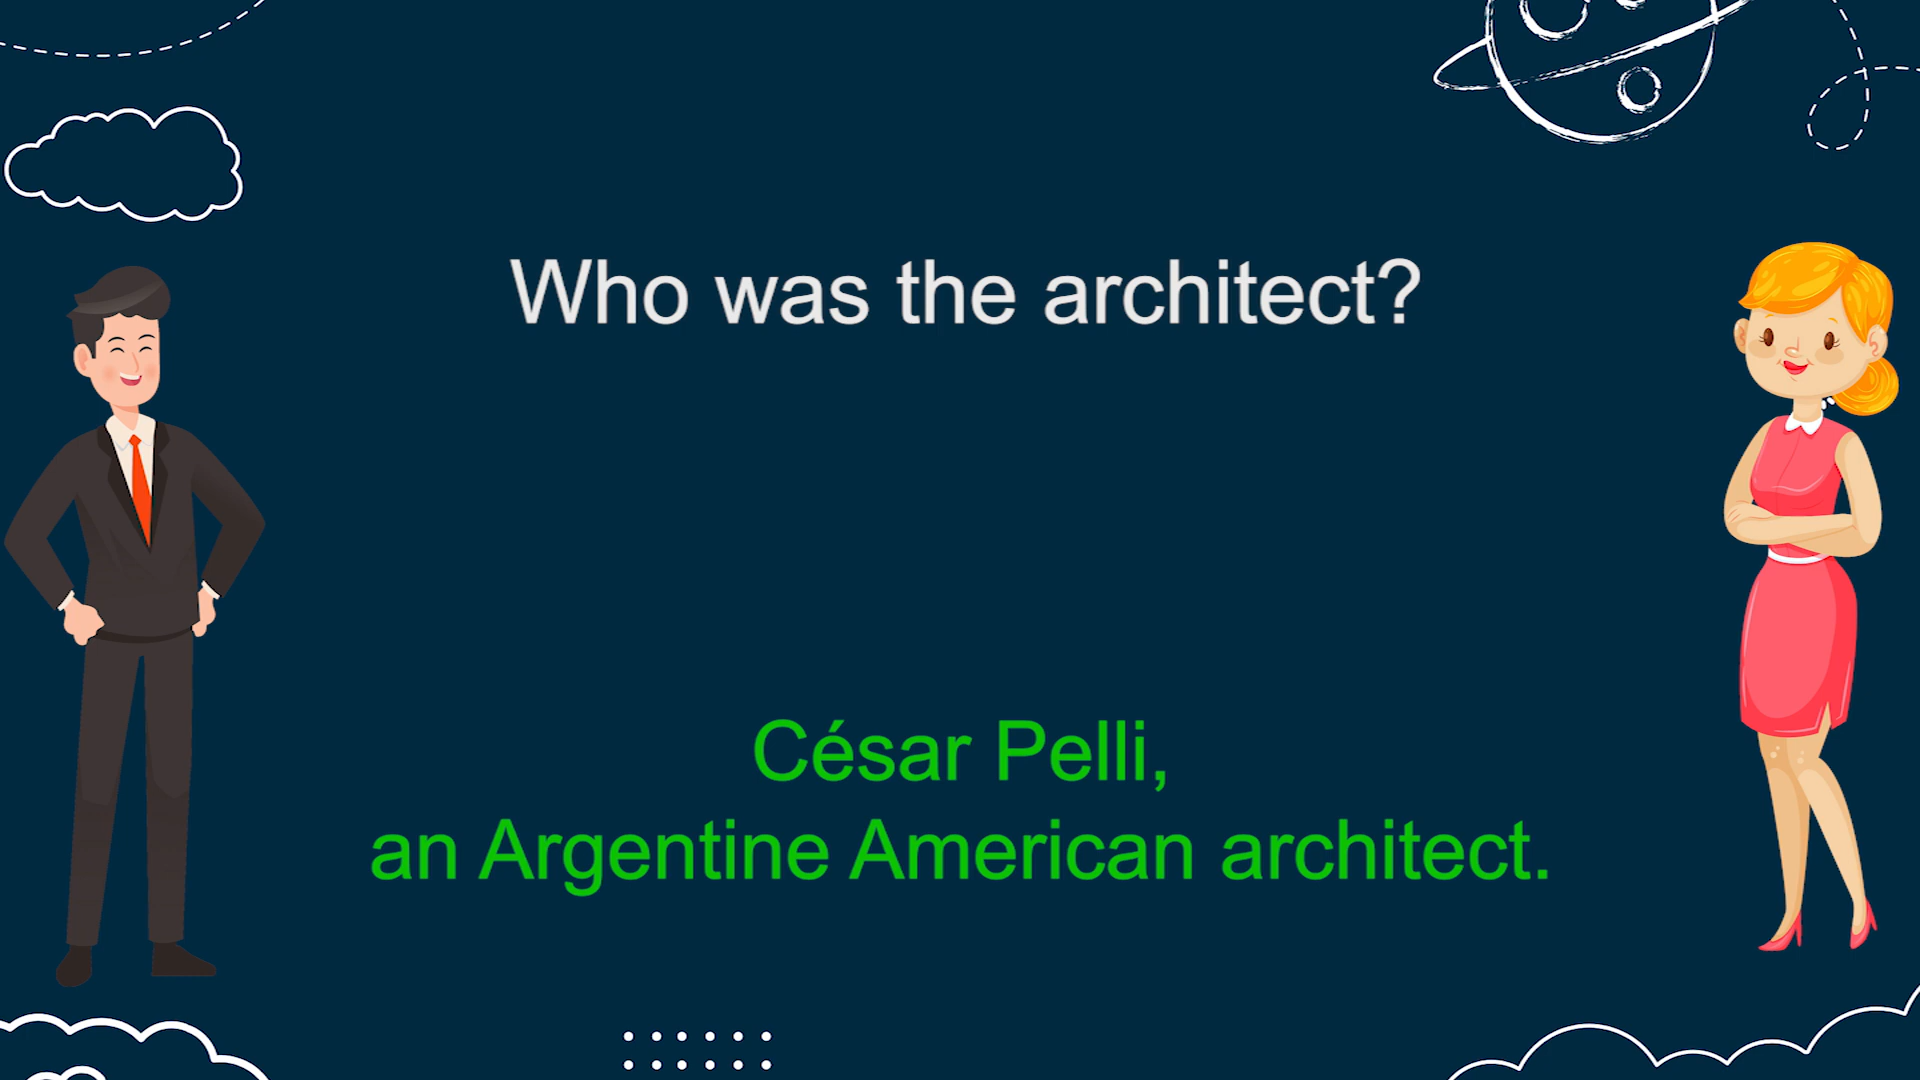 Who was the architect?
César Pelli,
an Argentine American architect.